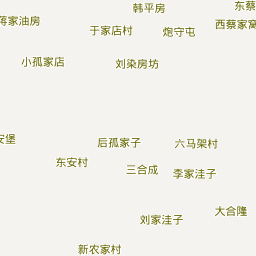 韩平房
东蔡
蒋家油房
于家店村
炮守屯
西蔡家窝
小孤家店
刘染房坊
安堡
后孤家子
六马架村
东安村
三合成
李家洼子
刘家洼子
大合隆
新农家村